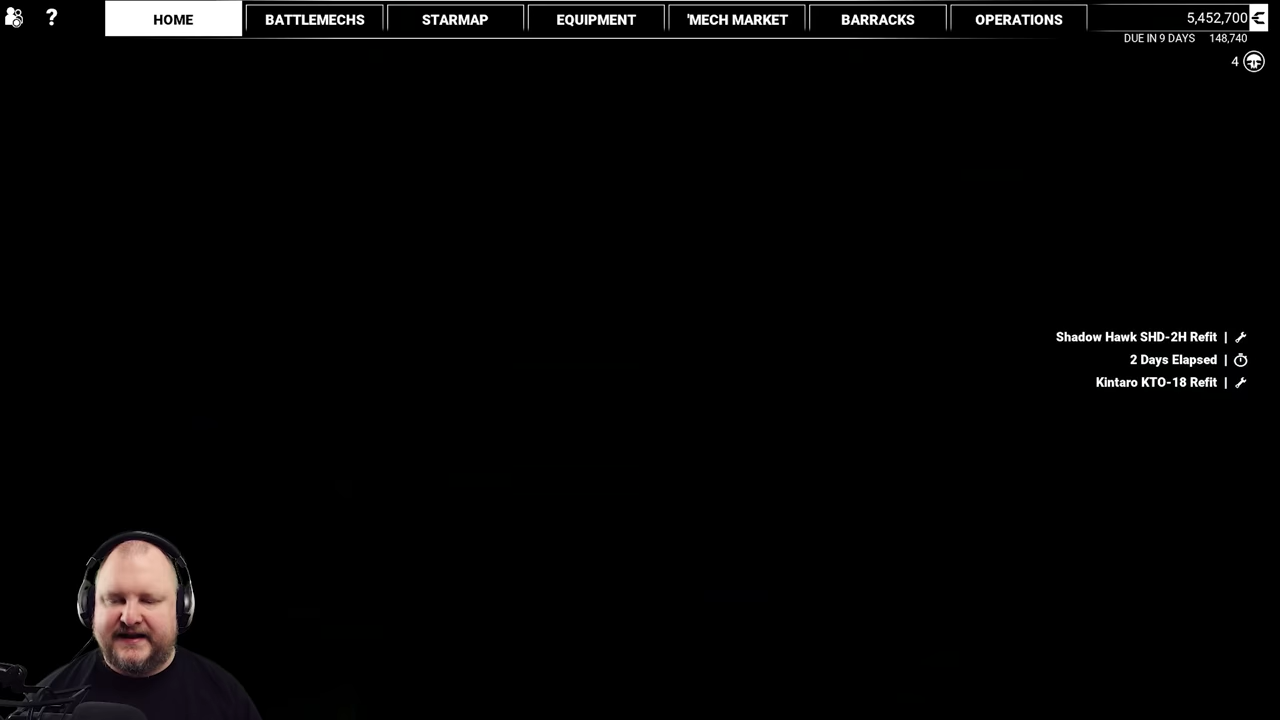 ?
HOME
BATTLEMECHS
STARMAP
EQUIPMENT
'MECH MARKET
BARRACKS
OPERATIONS
5,452,700
DUE IN 9 DAYS 148,740
4
Shadow Hawk SHD-2H Refit |
2 Days Elapsed |
Kintaro KTO-18 Refit |